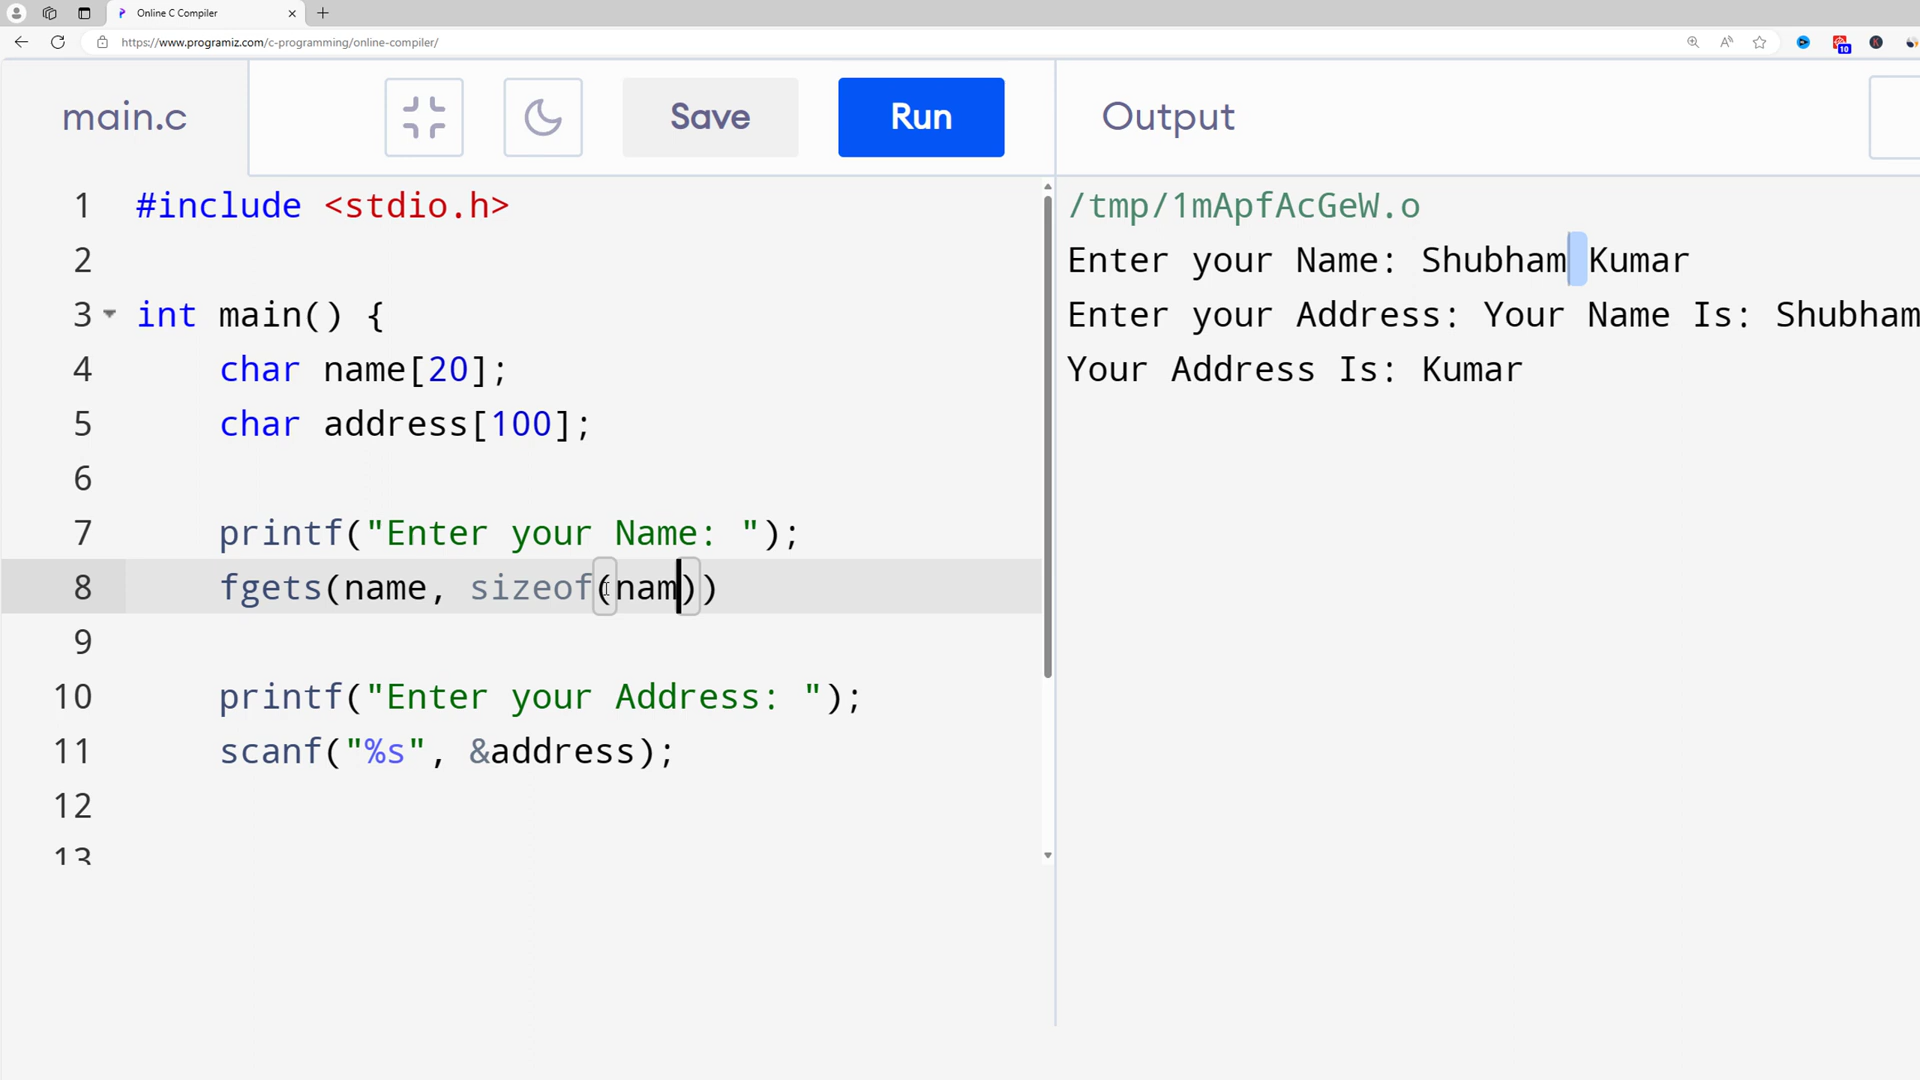 Online C Compiler
https://www.programiz.com/c-programming/online-compiler/
10
main.c
Save
Run
Output
1 #include <stdio.h>
2
3 int main() {
4 char name[20];
5 char address[100];
6
7 printf("Enter your Name: ");
8 fgets(name, sizeof(nam))
9
10 printf("Enter your Address: ");
11 scanf("%s", &address);
12
13
/tmp/1mApfAcGeW.o
Enter your Name: Shubham Kumar
Enter your Address: Your Name Is: Shubham
Your Address Is: Kumar